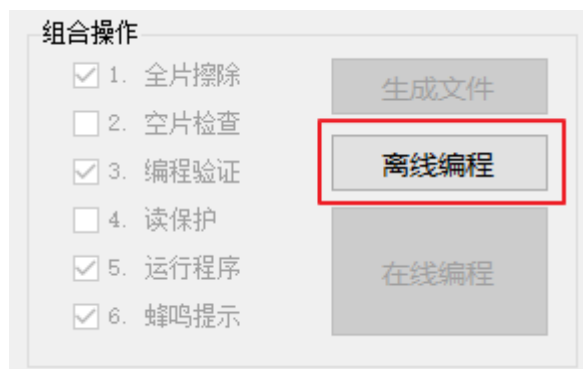 组合操作
1. 全片擦除
2. 空片检查
3. 编程验证
4. 读保护
5. 运行程序
6. 蜂鸣提示
生成文件
离线编程
在线编程